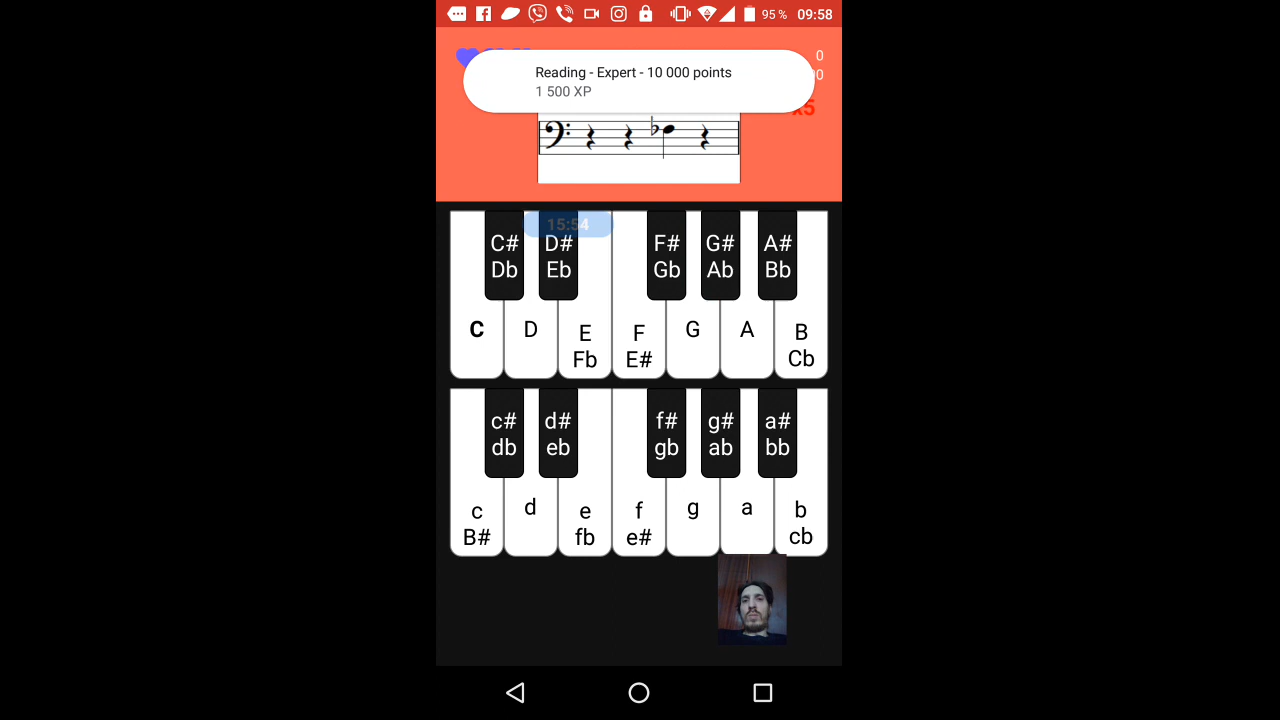 95 % 09:58
0
Reading - Expert - 10 000 points
1 500 XP
x5
15:54
C# D# F# G# A#
Db Eb Gb Ab Bb
C D E F G A B
Fb E# Cb
c# d# f# g# a#
db eb gb ab bb
c d e f g a b
B# fb e# cb